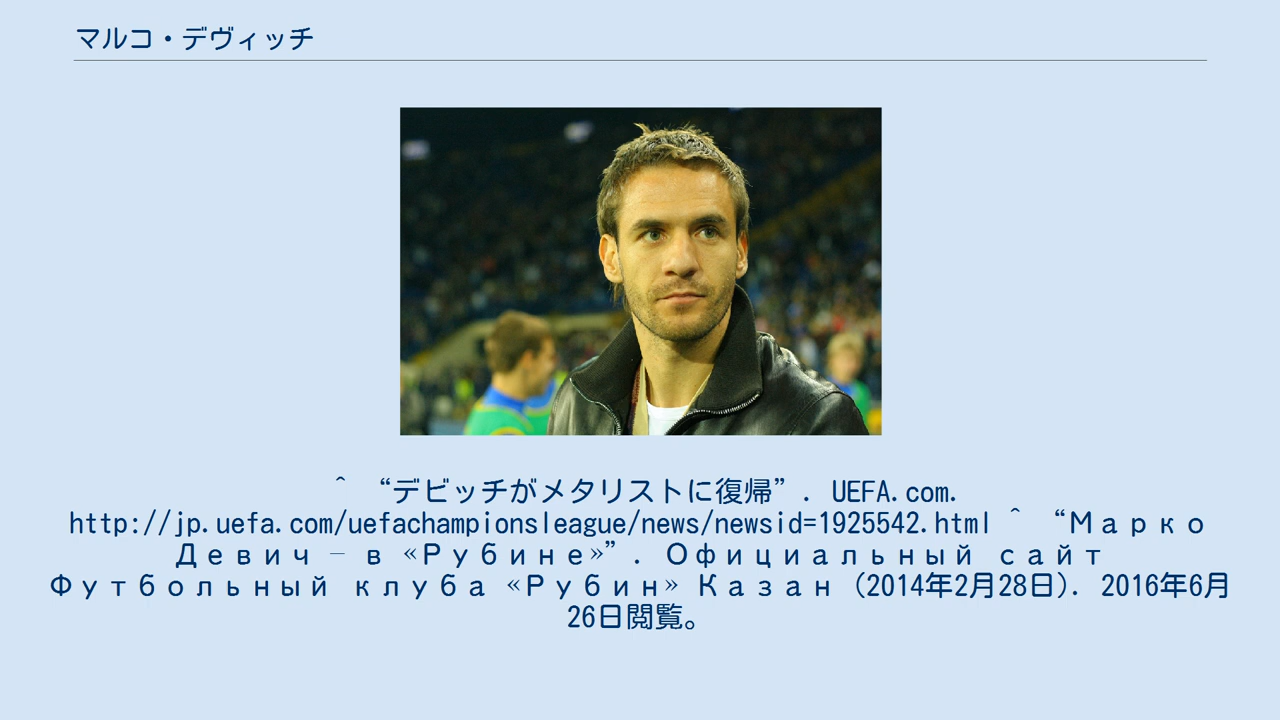 マルコ・デヴィッチ
^ “デビッチがメタリストに復帰”. UEFA.com.
http://jp.uefa.com/uefachampionsleague/news/newsid=1925542.html ^ “Марко
Девич – в «Рубине»”. Официальный сайт
Футбольный клуба «Рубин» Казан (2014年2月28日). 2016年6月
26日閲覧。